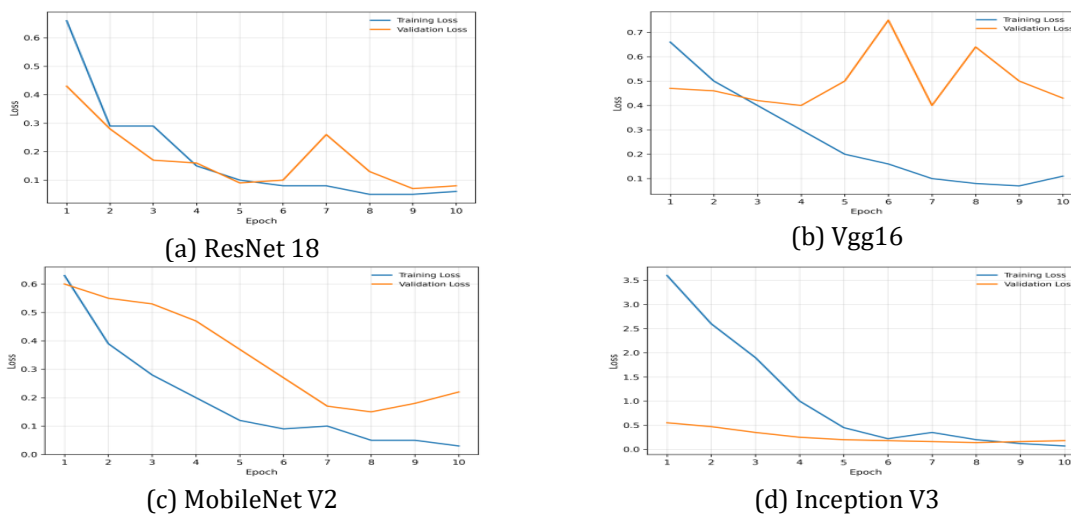 Training Loss
Validation Loss
0.6
0.5
0.4
0.3
0.2
0.1
Loss
1 2 3 4 5 6 7 8 9 10
Epoch
(a) ResNet 18
Training Loss
Validation Loss
0.7
0.6
0.5
0.4
0.3
0.2
0.1
Loss
1 2 3 4 5 6 7 8 9 10
Epoch
(b) Vgg16
Training Loss
Validation Loss
0.6
0.5
0.4
0.3
0.2
0.1
0.0
Loss
1 2 3 4 5 6 7 8 9 10
Epoch
(c) MobileNet V2
Training Loss
Validation Loss
3.5
3.0
2.5
2.0
1.5
1.0
0.5
0.0
Loss
1 2 3 4 5 6 7 8 9 10
Epoch
(d) Inception V3